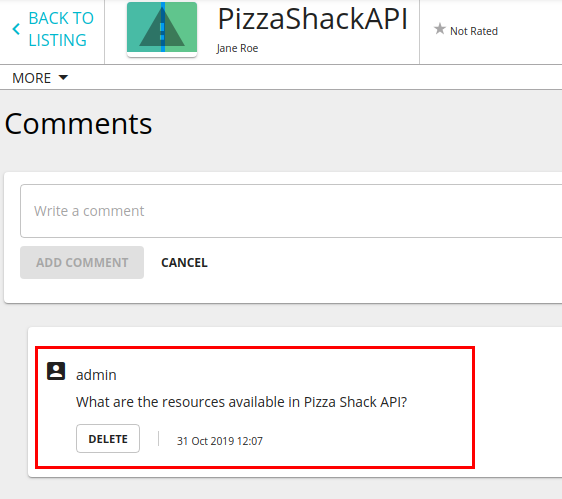 BACK TO
LISTING
PizzaShackAPI
Jane Roe
Not Rated
MORE
Comments
Write a comment
ADD COMMENT
CANCEL
admin
What are the resources available in Pizza Shack API?
DELETE
31 Oct 2019 12:07